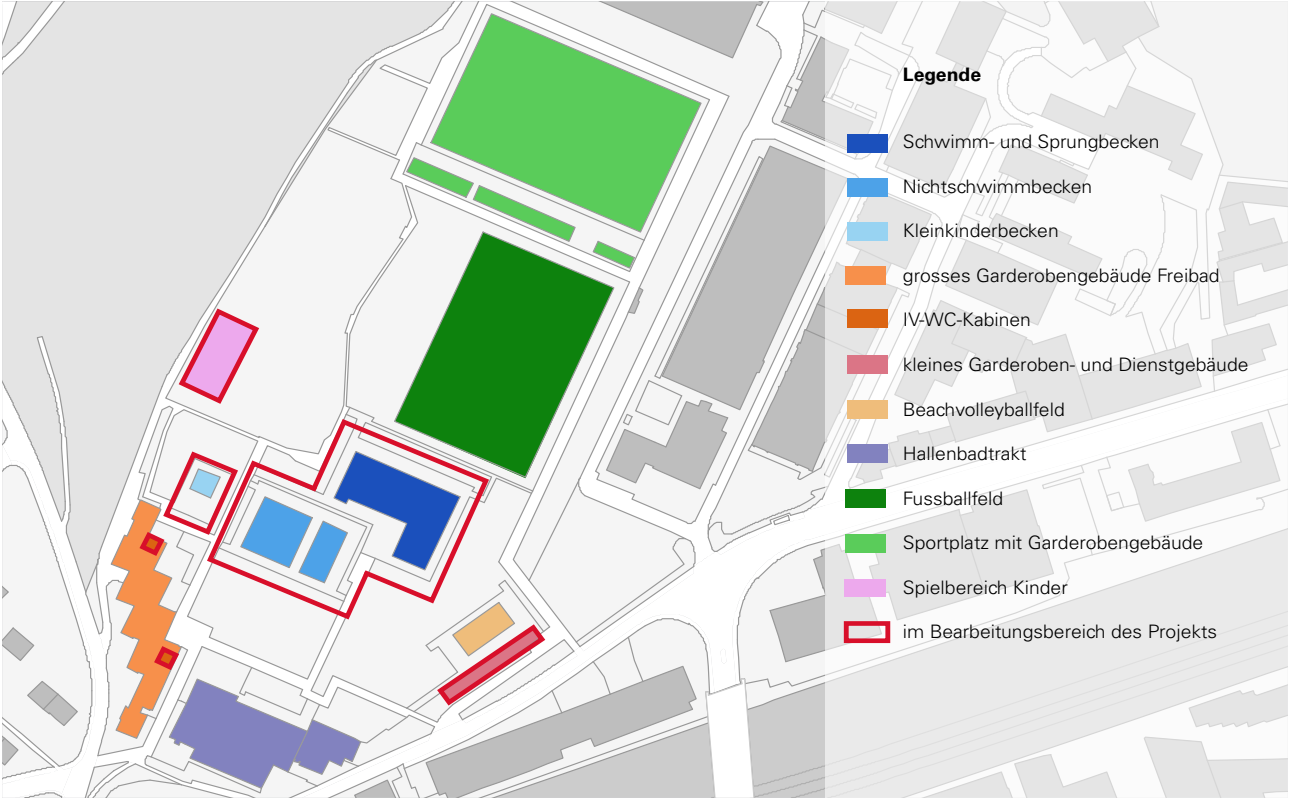 Legende
Schwimm- und Sprungbecken
Nichtschwimmbecken
Kleinkinderbecken
grosses Garderobengebäude Freibad
IV-WC-Kabinen
kleines Garderoben- und Dienstgebäude
Beachvolleyballfeld
Hallenbadtrakt
Fussballfeld
Sportplatz mit Garderobengebäude
Spielbereich Kinder
im Bearbeitungsbereich des Projekts